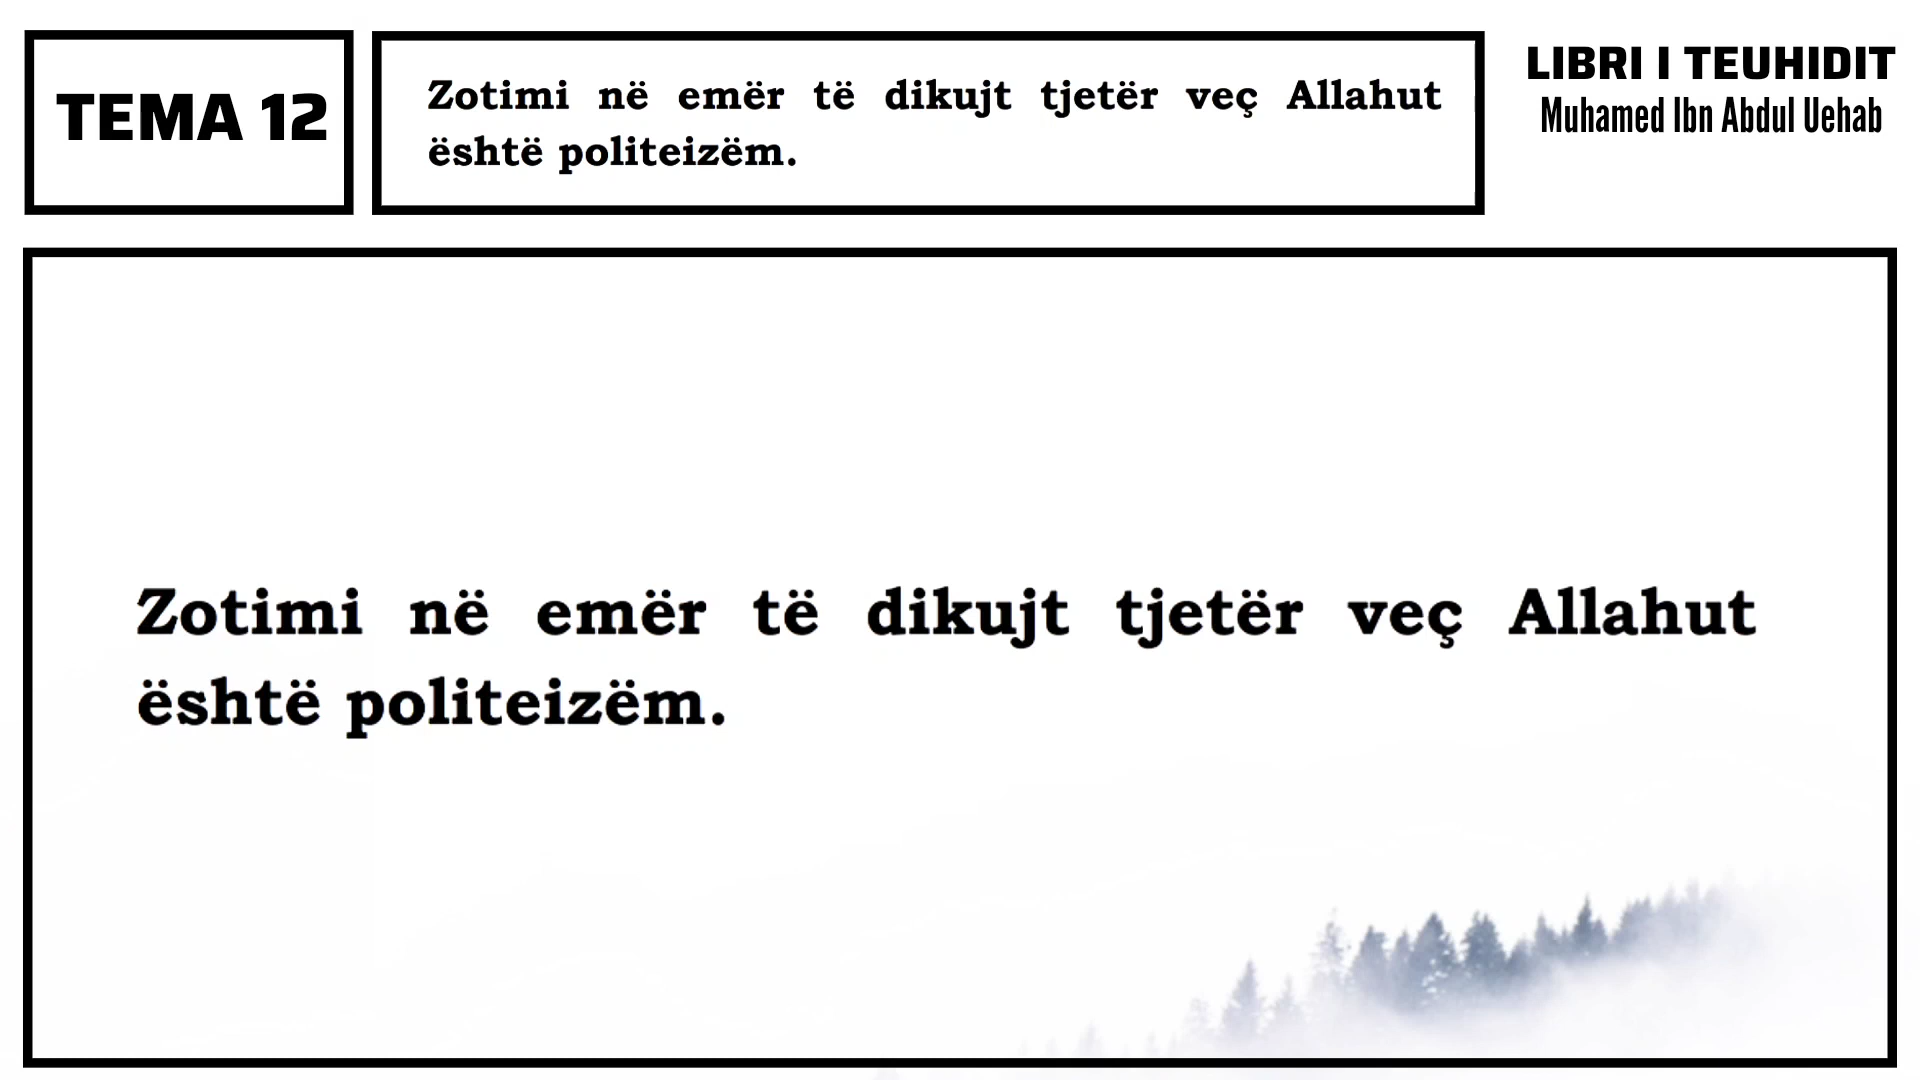 TEMA 12
Zotimi në emër të dikujt tjetër veç Allahut
është politeizëm.
LIBRI I TEUHIDIT
Muhamed Ibn Abdul Uehab
Zotimi në emër të dikujt tjetër veç Allahut
është politeizëm.